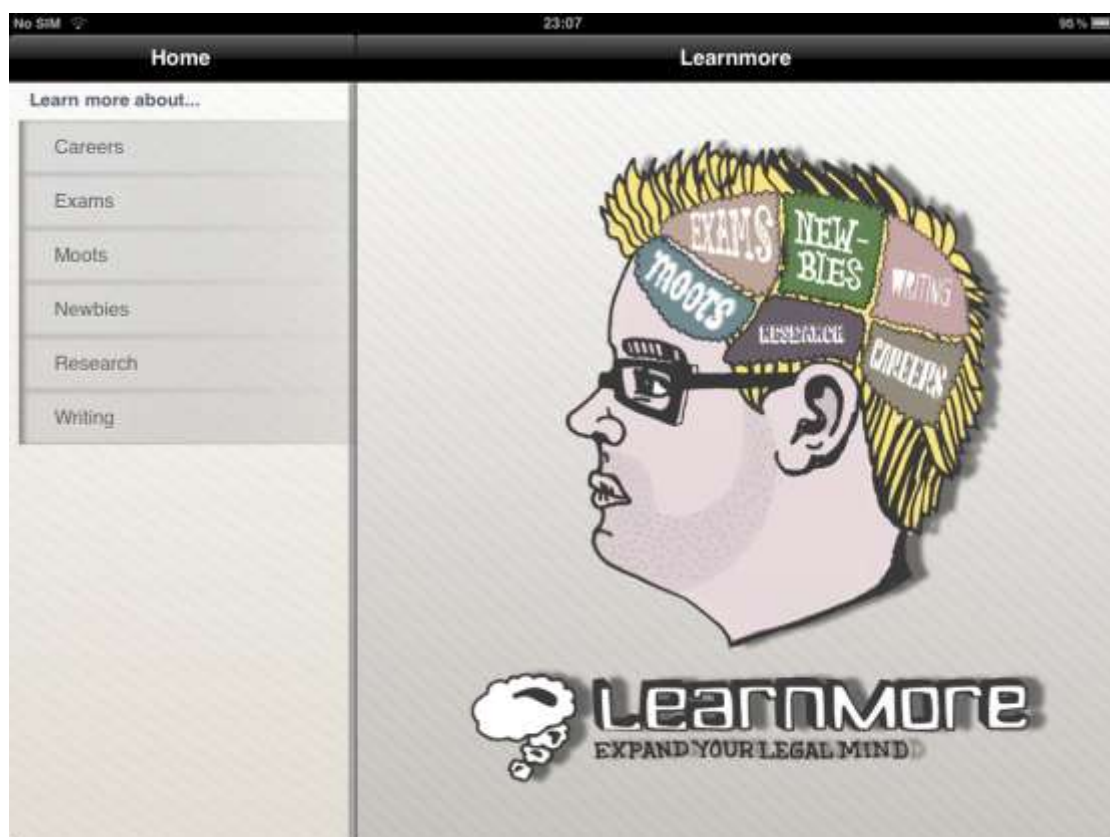 No SIM 23:07 95 %
Home Learnmore
Learn more about...
Careers
Exams
Moots
Newbies
Research
Writing
EXAMS
NEW-
BIES
WRITING
MOOTS
RESEARCH
CAREERS
LearnMore
EXPAND YOUR LEGAL MIND